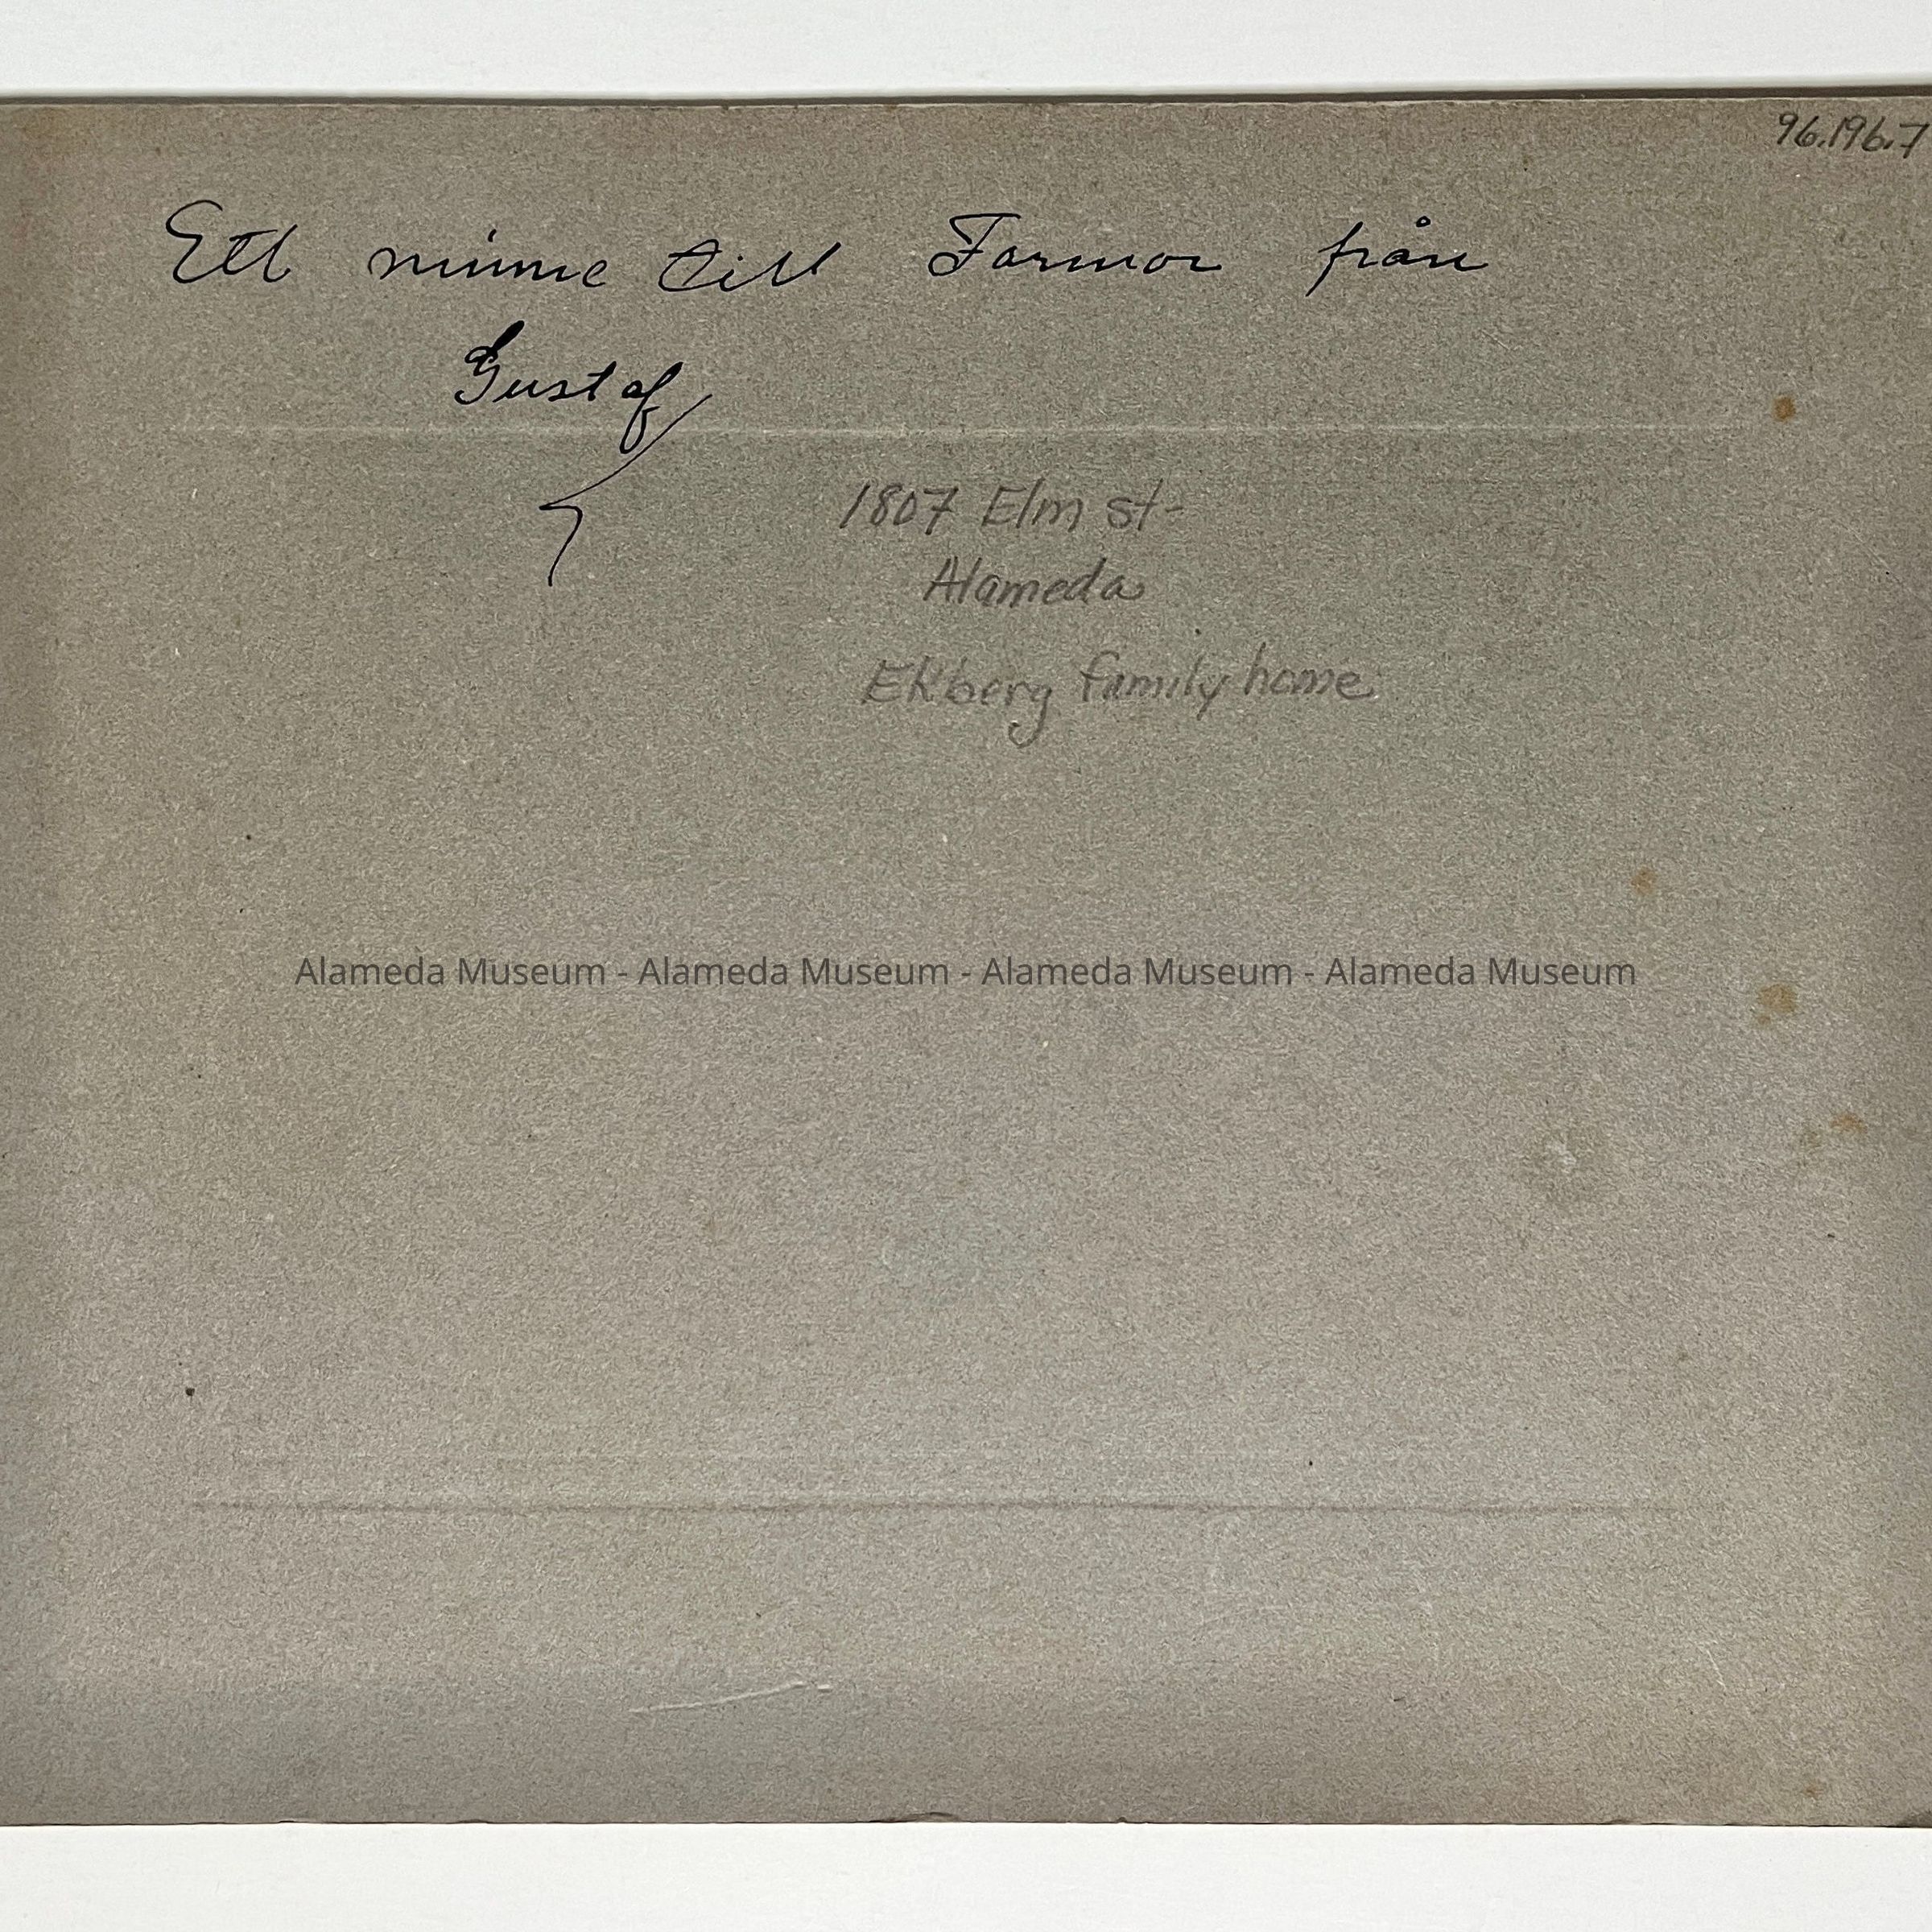 96.196.7
Ett minne till Farmor från
Gustaf
1807 Elm st-
Alameda
Ekberg family home
Alameda Museum - Alameda Museum - Alameda Museum - Alameda Museum